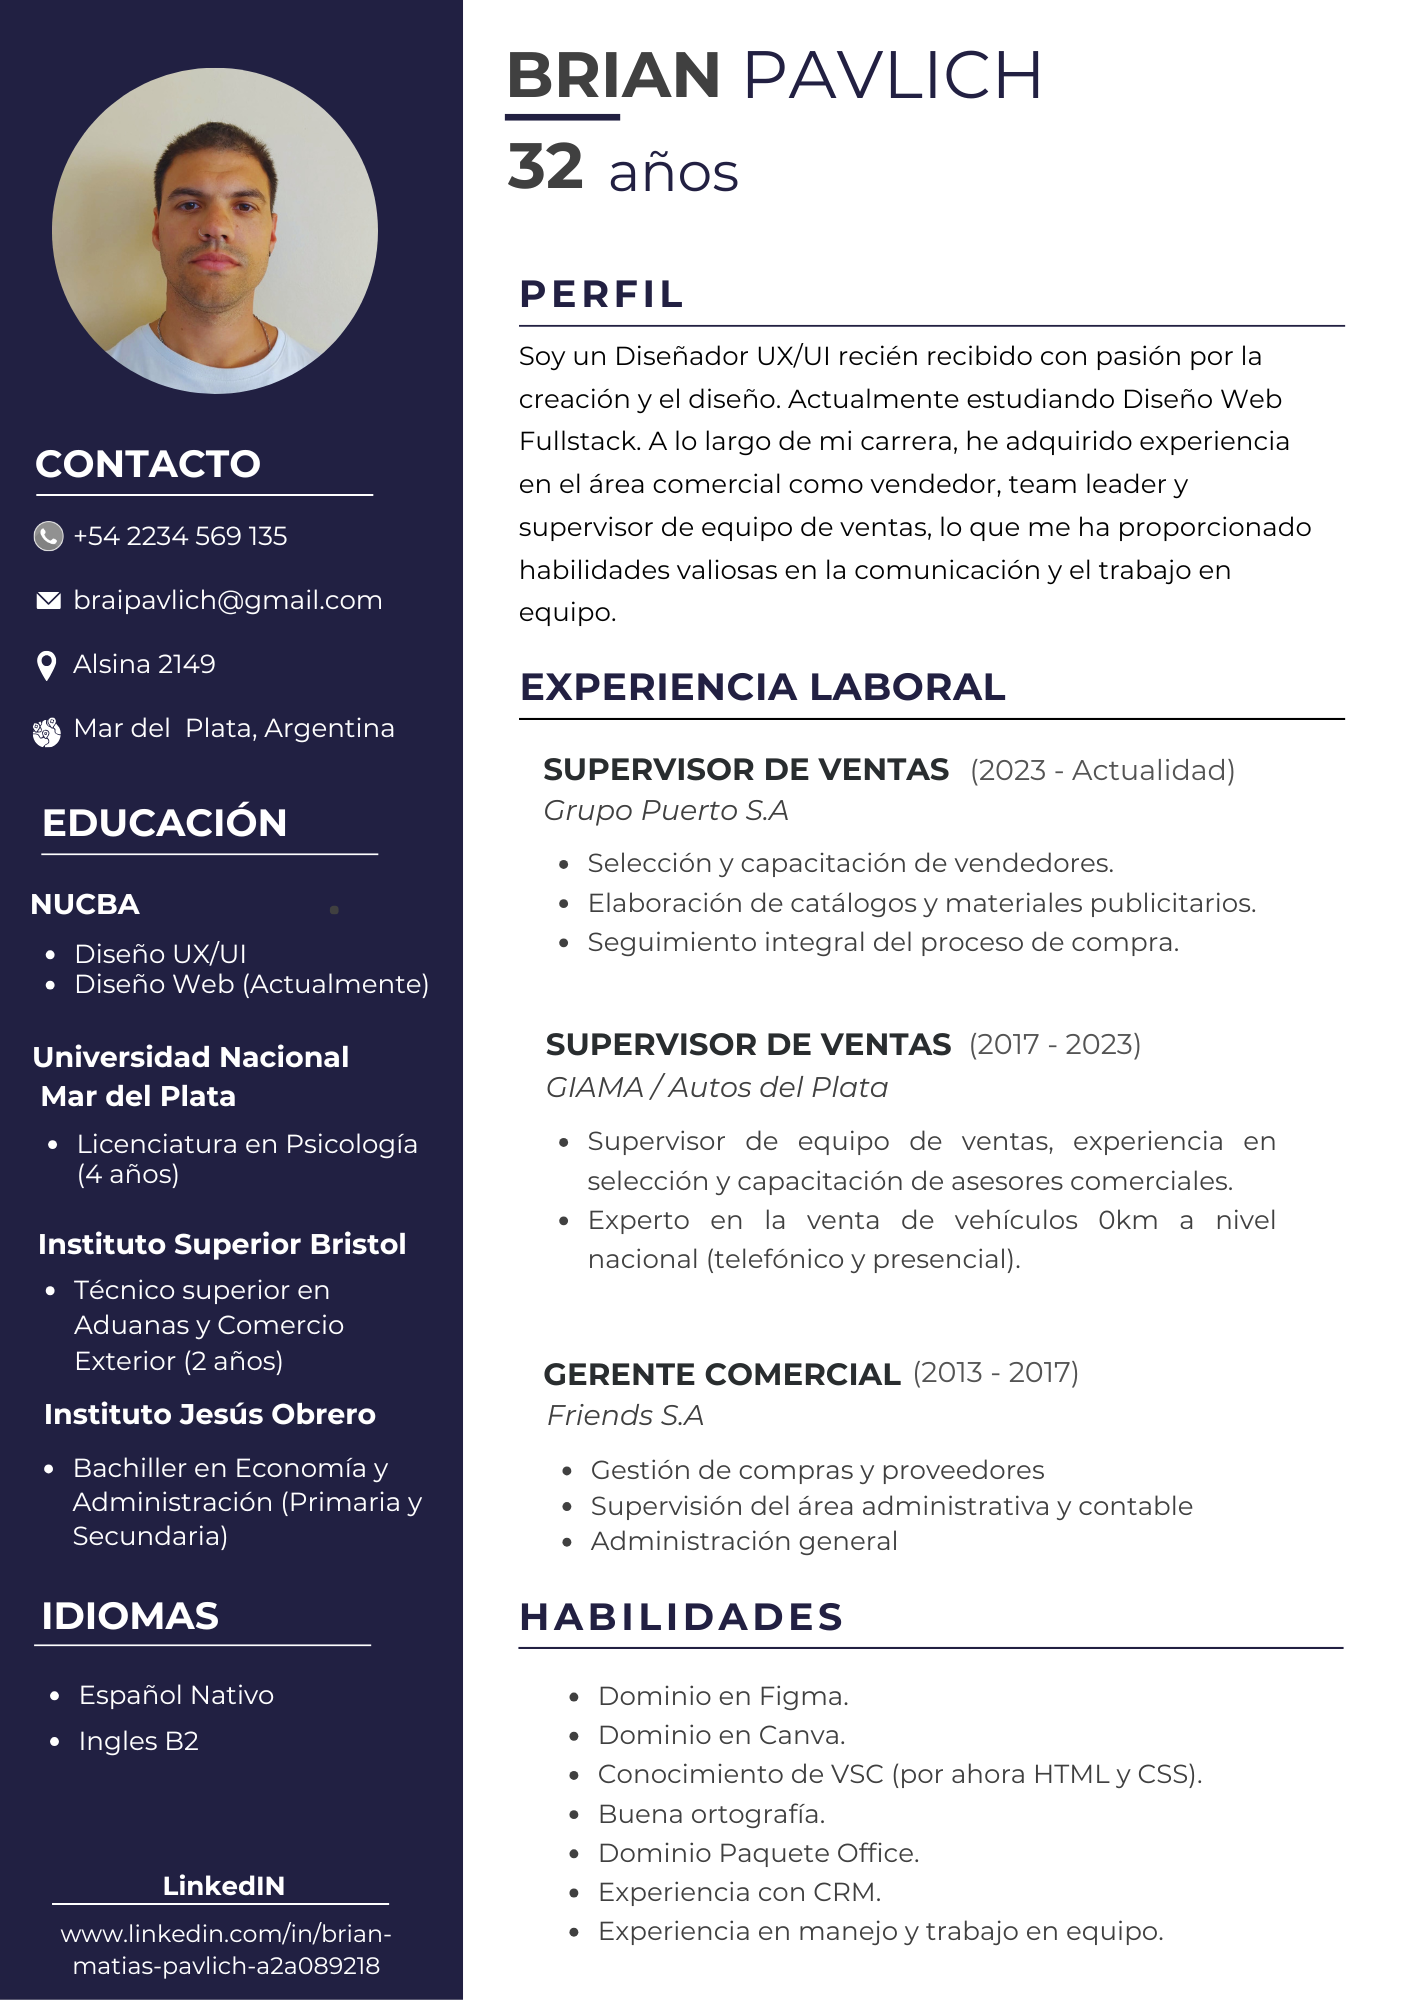 BRIAN PAVLICH
32 años
CONTACTO
+54 2234 569 135
braipavlich@gmail.com
Alsina 2149
Mar del  Plata, Argentina
EDUCACIÓN
NUCBA
• Diseño UX/UI
• Diseño Web (Actualmente)
Universidad Nacional
Mar del Plata
• Licenciatura en Psicología
(4 años)
Instituto Superior Bristol
• Técnico superior en
Aduanas y Comercio
Exterior (2 años)
Instituto Jesús Obrero
• Bachiller en Economía y
Administración (Primaria y
Secundaria)
IDIOMAS
• Español Nativo
• Ingles B2
LinkedIN
www.linkedin.com/in/brian-
matias-pavlich-a2a089218
PERFIL
Soy un Diseñador UX/UI recién recibido con pasión por la
creación y el diseño. Actualmente estudiando Diseño Web
Fullstack. A lo largo de mi carrera, he adquirido experiencia
en el área comercial como vendedor, team leader y
supervisor de equipo de ventas, lo que me ha proporcionado
habilidades valiosas en la comunicación y el trabajo en
equipo.
EXPERIENCIA LABORAL
SUPERVISOR DE VENTAS (2023 - Actualidad)
Grupo Puerto S.A
• Selección y capacitación de vendedores.
• Elaboración de catálogos y materiales publicitarios.
• Seguimiento integral del proceso de compra.
SUPERVISOR DE VENTAS (2017 - 2023)
GIAMA / Autos del Plata
• Supervisor de equipo de ventas, experiencia en
selección y capacitación de asesores comerciales.
• Experto en la venta de vehículos 0km a nivel
nacional (telefónico y presencial).
GERENTE COMERCIAL (2013 - 2017)
Friends S.A
• Gestión de compras y proveedores
• Supervisión del área administrativa y contable
• Administración general
HABILIDADES
• Dominio en Figma.
• Dominio en Canva.
• Conocimiento de VSC (por ahora HTML y CSS).
• Buena ortografía.
• Dominio Paquete Office.
• Experiencia con CRM.
• Experiencia en manejo y trabajo en equipo.